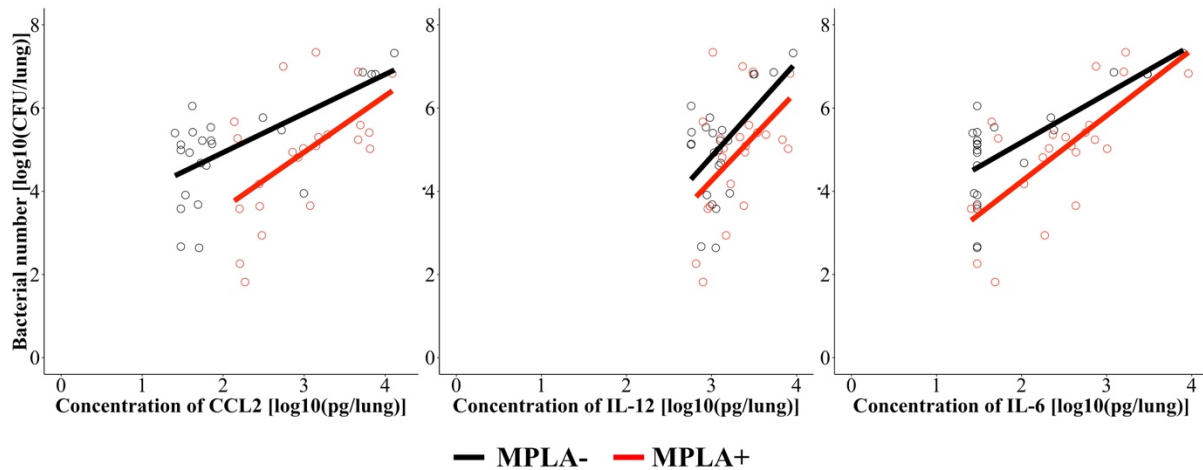 Bacterial number [log10(CFU/lung)]
8
6
4
2
0
0 1 2 3 4
Concentration of CCL2 [log10(pg/lung)]
8
6
4
2
0
0 1 2 3 4
Concentration of IL-12 [log10(pg/lung)]
8
6
4
2
0
0 1 2 3 4
Concentration of IL-6 [log10(pg/lung)]
MPLA- MPLA+